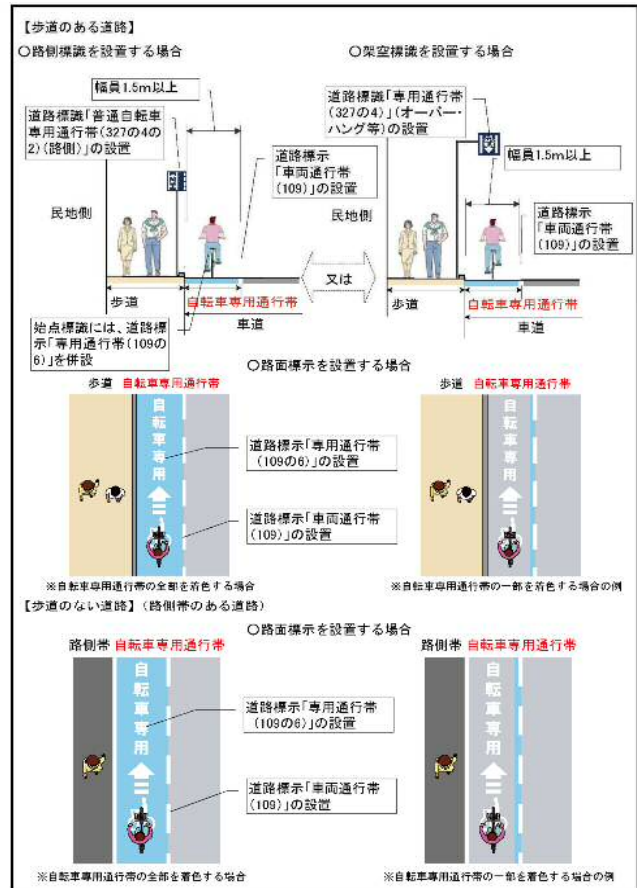 【歩道のある道路】
○路側標識を設置する場合
○架空標識を設置する場合
幅員1.5m以上
道路標識「普通自転車
専用通行帯(327の4の
2)(路側)」の設置
道路標示
「車両通行帯
(109)」の設置
民地側
歩道
自転車専用通行帯
車道
始点標識には、道路標
示「専用通行帯(109の
6)」を併設
又は
道路標識「専用通行帯
(327の4)」(オーバー・
ハング等)の設置
幅員1.5m以上
民地側
道路標示
「車両通行帯
(109)」の設置
歩道
自転車専用通行帯
車道
○路面標示を設置する場合
歩道 自転車専用通行帯
自転車専用
道路標示「専用通行帯
(109の6)」の設置
道路標示「車両通行帯
(109)」の設置
※自転車専用通行帯の全部を着色する場合
歩道 自転車専用通行帯
自転車専用
※自転車専用通行帯の一部を着色する場合の例
【歩道のない道路】(路側帯のある道路)
○路面標示を設置する場合
路側帯 自転車専用通行帯
自転車専用
道路標示「専用通行帯
(109の6)」の設置
道路標示「車両通行帯
(109)」の設置
※自転車専用通行帯の全部を着色する場合
路側帯 自転車専用通行帯
自転車専用
※自転車専用通行帯の一部を着色する場合の例